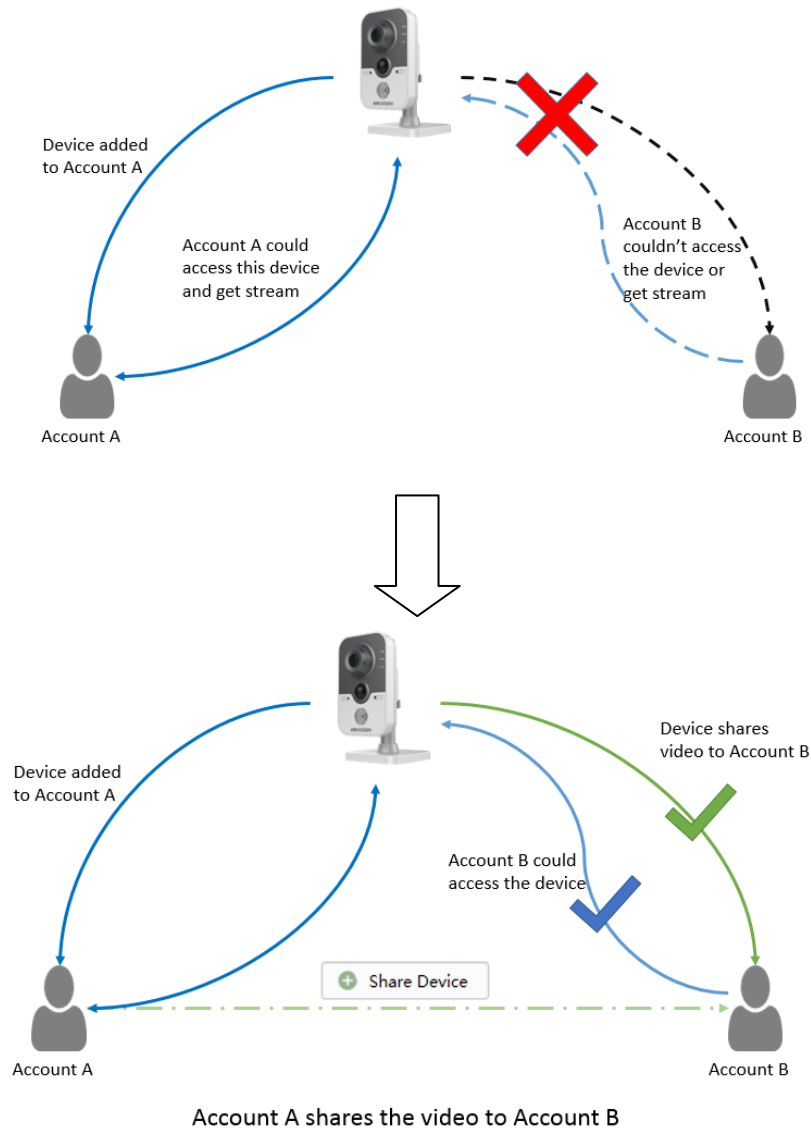 HIKVISION
Device added
to Account A
Account A could
access this device
and get stream
Account B
couldn't access
the device or
get stream
Account A
Account B
HIKVISION
Device shares
video to Account B
Device added
to Account A
Account B could
access the device
Share Device
Account A
Account B
Account A shares the video to Account B